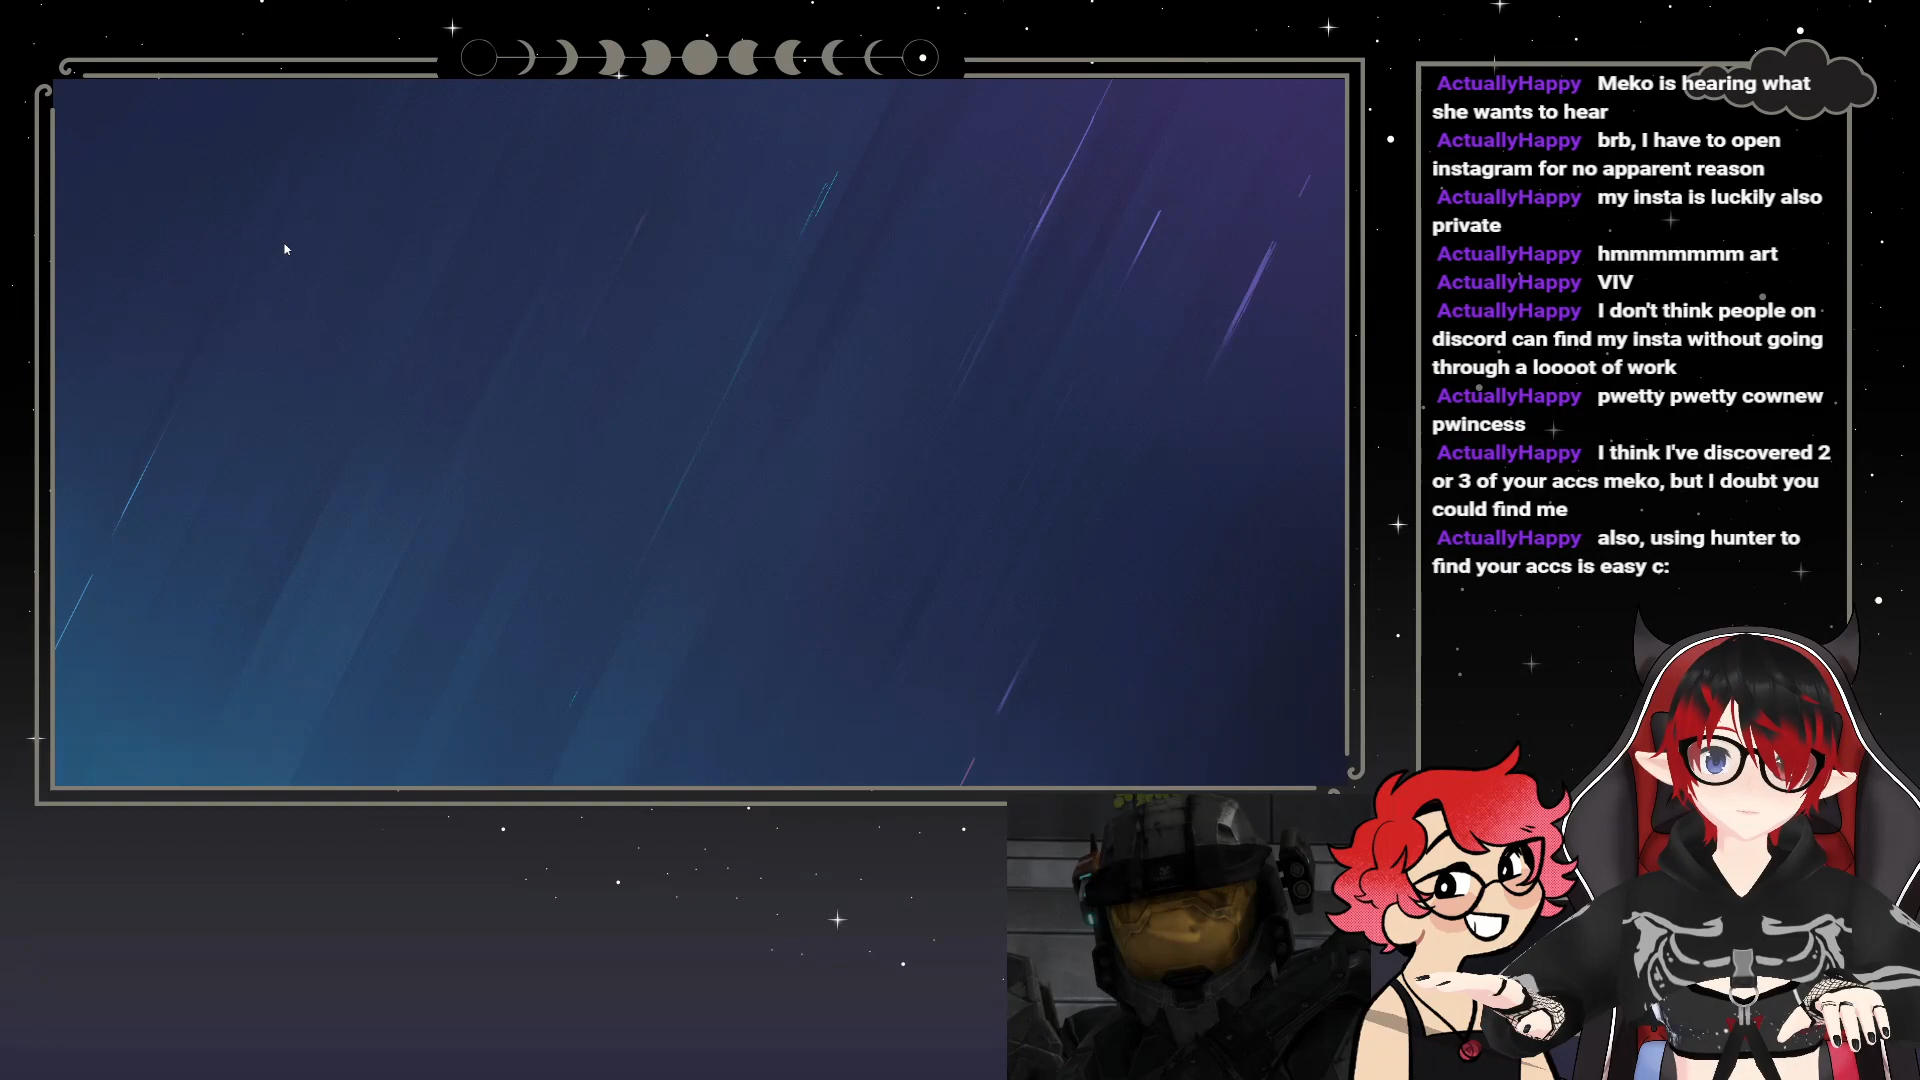 ActuallyHappy Meko is hearing what
she wants to hear
ActuallyHappy brb, I have to open
instagram for no apparent reason
ActuallyHappy my insta is luckily also
private
ActuallyHappy hmmmmmmm art
ActuallyHappy VIV
ActuallyHappy I don't think people on
discord can find my insta without going
through a loooot of work
ActuallyHappy pwetty pwetty cownew
pwincess
ActuallyHappy I think I've discovered 2
or 3 of your accs meko, but I doubt you
could find me
ActuallyHappy also, using hunter to
find your accs is easy c: